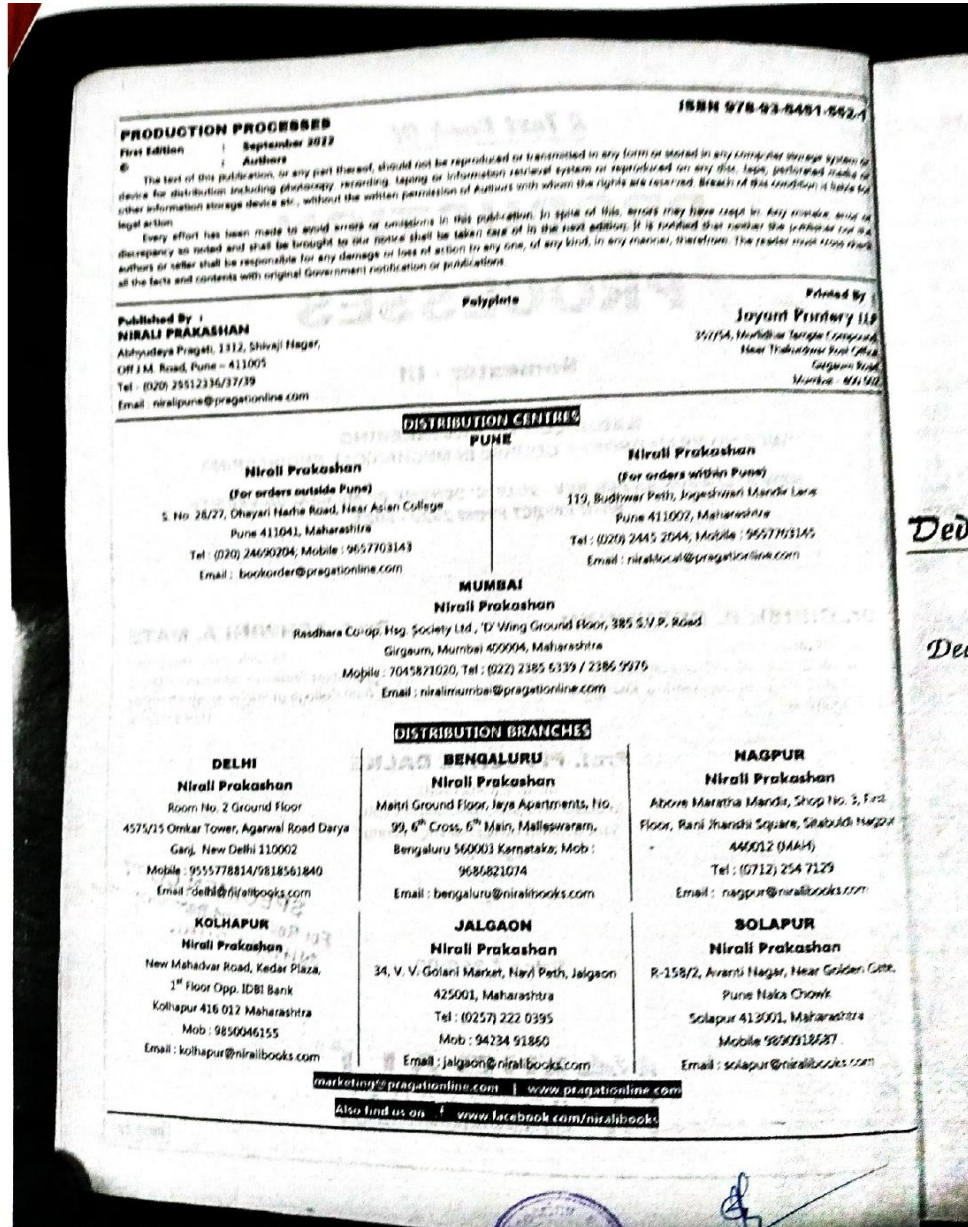 PRODUCTION PROCESSES
ISBN 978-93-5451-552-1
First Edition : September 2022
© : Authors
The text of this publication, or any part thereof, should not be reproduced or transmitted in any form or stored in any computer storage system or
device for distribution including photocopy, recording, taping or information retrieval system or reproduced on any disc, tape, perforated media or
other information storage device etc., without the written permission of Authors with whom the rights are reserved. Breach of this condition is liable for
legal action.
Every effort has been made to avoid errors or omissions in this publication. In spite of this, errors may have crept in. Any mistake, error or
discrepancy so noted and shall be brought to our notice shall be taken care of in the next edition. It is notified that neither the publisher nor the
authors or seller shall be responsible for any damage or loss of action to any one, of any kind, in any manner, therefrom. The reader must cross check
all the facts and contents with original Government notification or publications.
Published By :
NIRALI PRAKASHAN
Abhyudaya Pragati, 1312, Shivaji Nagar,
Off J.M. Road, Pune – 411005
Tel - (020) 25512336/37/39
Email : niralipune@pragationline.com
Polyplate
Printed By :
Jayant Printery LLP
Near Thakurdwar Post Office,
Girgaum Road,
DISTRIBUTION CENTRES
PUNE
Nirali Prakashan
(For orders outside Pune)
S. No. 28/27, Dhayari Narhe Road, Near Asian College
Pune 411041, Maharashtra
Tel : (020) 24690204; Mobile : 9657703143
Email : bookorder@pragationline.com
Nirali Prakashan
(For orders within Pune)
119, Budhwar Peth, Jogeshwari Mandir Lane
Pune 411002, Maharashtra
Tel : (020) 2445 2044; Mobile : 9657703145
Email : niralilocal@pragationline.com
MUMBAI
Nirali Prakashan
Rasdhara Co-op. Hsg. Society Ltd., 'D' Wing Ground Floor, 385 S.V.P. Road
Girgaum, Mumbai 400004, Maharashtra
Mobile : 7045821020, Tel : (022) 2385 6339 / 2386 9976
Email : niralimumbai@pragationline.com
DISTRIBUTION BRANCHES
DELHI
Nirali Prakashan
Room No. 2 Ground Floor
4575/15 Omkar Tower, Agarwal Road Darya
Ganj, New Delhi 110002
Mobile : 9555778814/9818561840
Email : delhi@niralibooks.com
BENGALURU
Nirali Prakashan
Maitri Ground Floor, Jaya Apartments, No.
99, 6th Cross, 6th Main, Malleswaram,
Bengaluru 560003 Karnataka; Mob :
9686821074
Email : bengaluru@niralibooks.com
NAGPUR
Nirali Prakashan
Above Maratha Mandir, Shop No. 3, First
Floor, Rani Jhanshi Square, Sitabuldi Nagpur
440012 (MAH)
Tel : (0712) 254 7129
Email : nagpur@niralibooks.com
KOLHAPUR
Nirali Prakashan
New Mahadvar Road, Kedar Plaza,
1st Floor Opp. IDBI Bank
Kolhapur 416 012 Maharashtra
Mob : 9850046155
Email : kolhapur@niralibooks.com
JALGAON
Nirali Prakashan
34, V. V. Golani Market, Navi Peth, Jalgaon
425001, Maharashtra
Tel : (0257) 222 0395
Mob : 94234 91860
Email : jalgaon@niralibooks.com
SOLAPUR
Nirali Prakashan
R-158/2, Avanti Nagar, Near Golden Gate,
Pune Naka Chowk
Solapur 413001, Maharashtra
Mobile 9890918687
Email : solapur@niralibooks.com
marketing@pragationline.com | www.pragationline.com
Also find us on f www.facebook.com/niralibooks